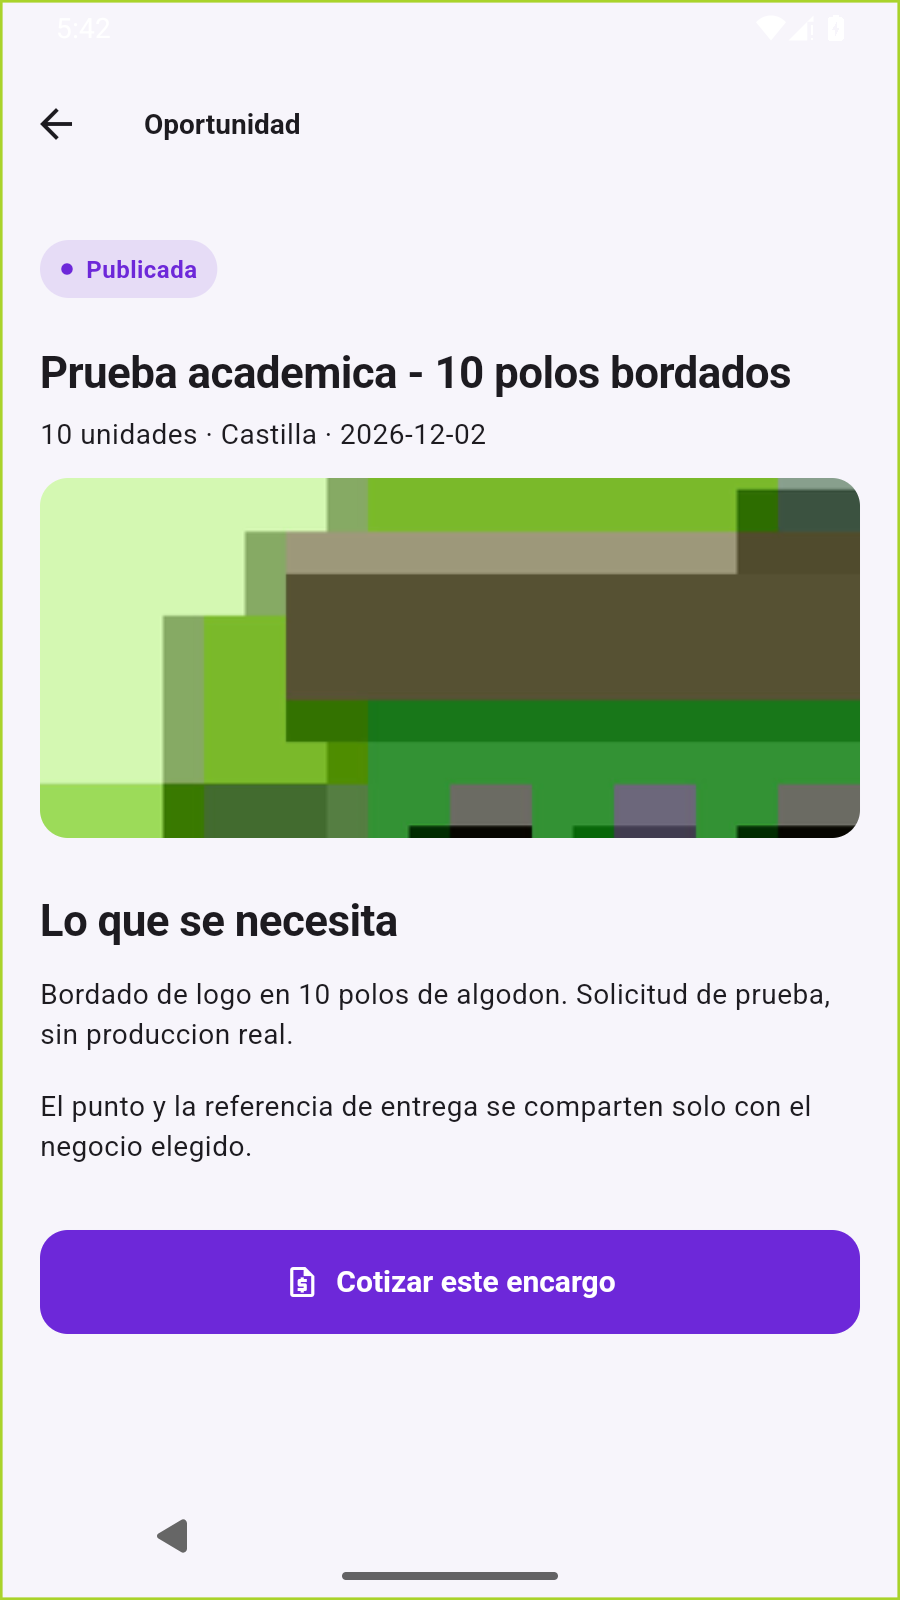 5:42
Oportunidad
Publicada
Prueba academica - 10 polos bordados
10 unidades · Castilla · 2026-12-02
Lo que se necesita
Bordado de logo en 10 polos de algodon. Solicitud de prueba,
sin produccion real.
El punto y la referencia de entrega se comparten solo con el
negocio elegido.
Cotizar este encargo